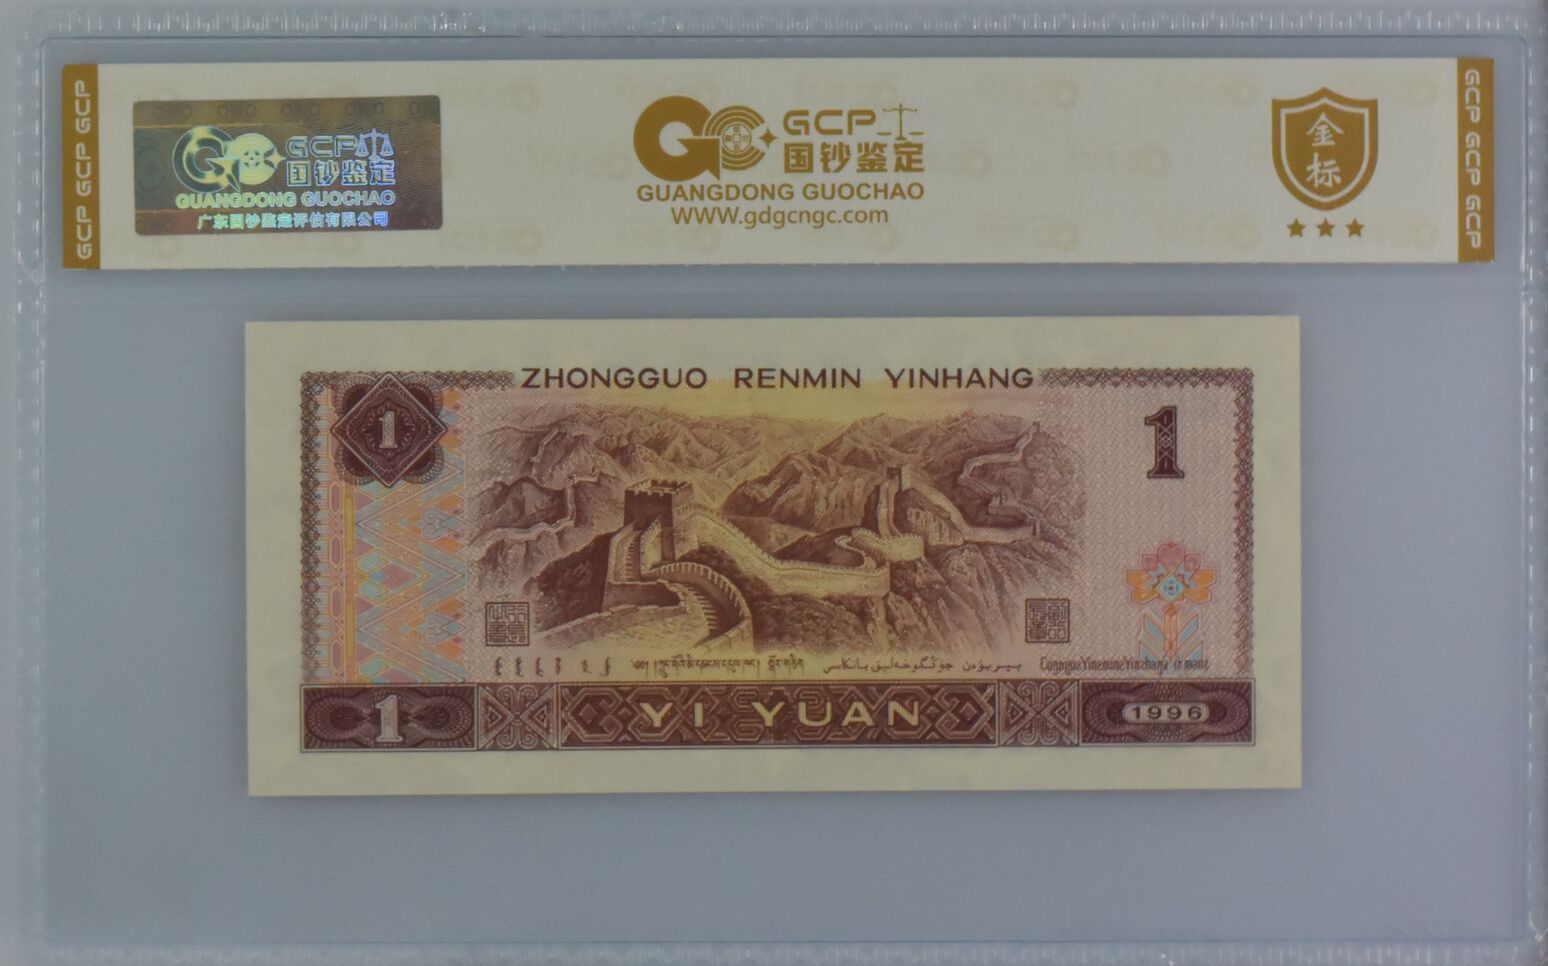 GCP GCP GCP
GCP
国钞鉴定
GUANGDONG GUOCHAO
广东国钞鉴定评估有限公司
GCP
国钞鉴定
GUANGDONG GUOCHAO
WWW.gdgcngc.com
金标
GCP GCP GCP
ZHONGGUO RENMIN YINHANG
1
1
1
YI YUAN
1996